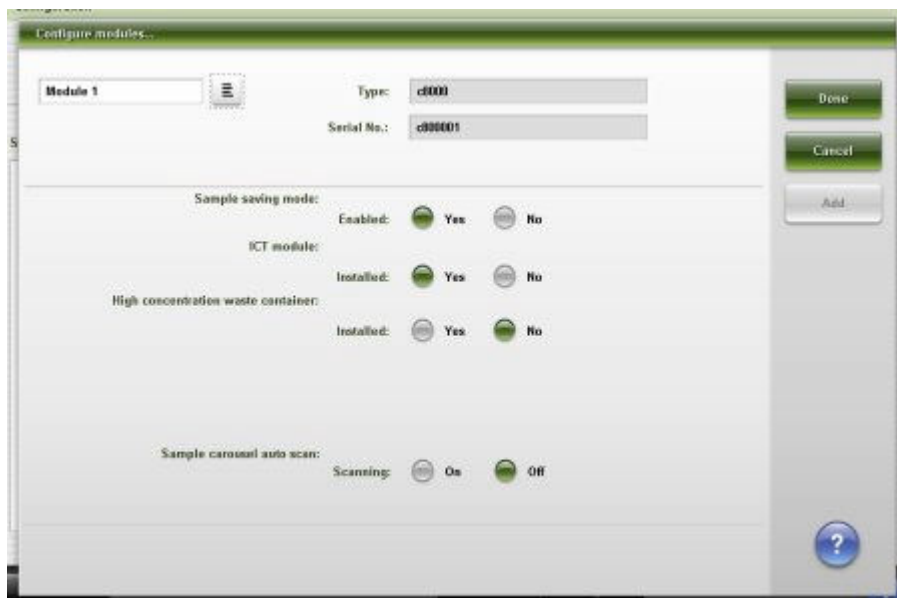 Configure modules...
Module 1
Type: c8000
Done
Serial No.: c800001
Cancel
Add
Sample saving mode:
Enabled: Yes No
ICT module:
Installed: Yes No
High concentration waste container:
Installed: Yes No
Sample carousel auto scan:
Scanning: On Off
?